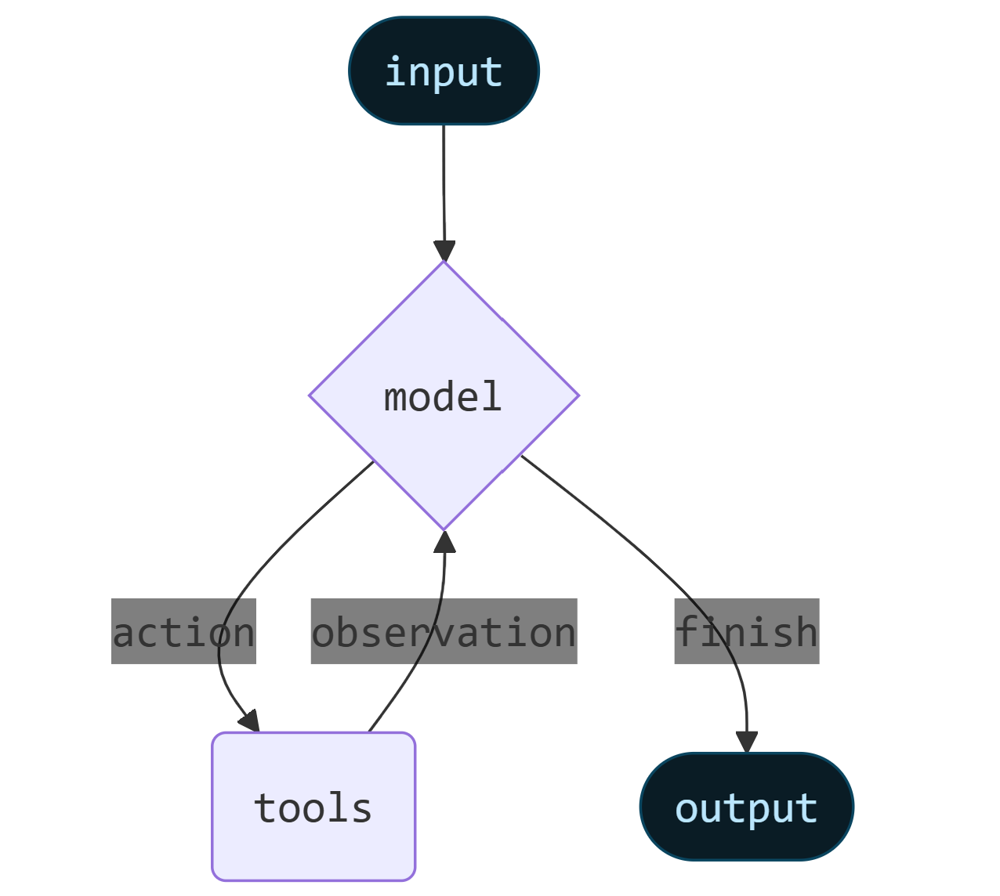 input
model
action
observation
finish
tools
output